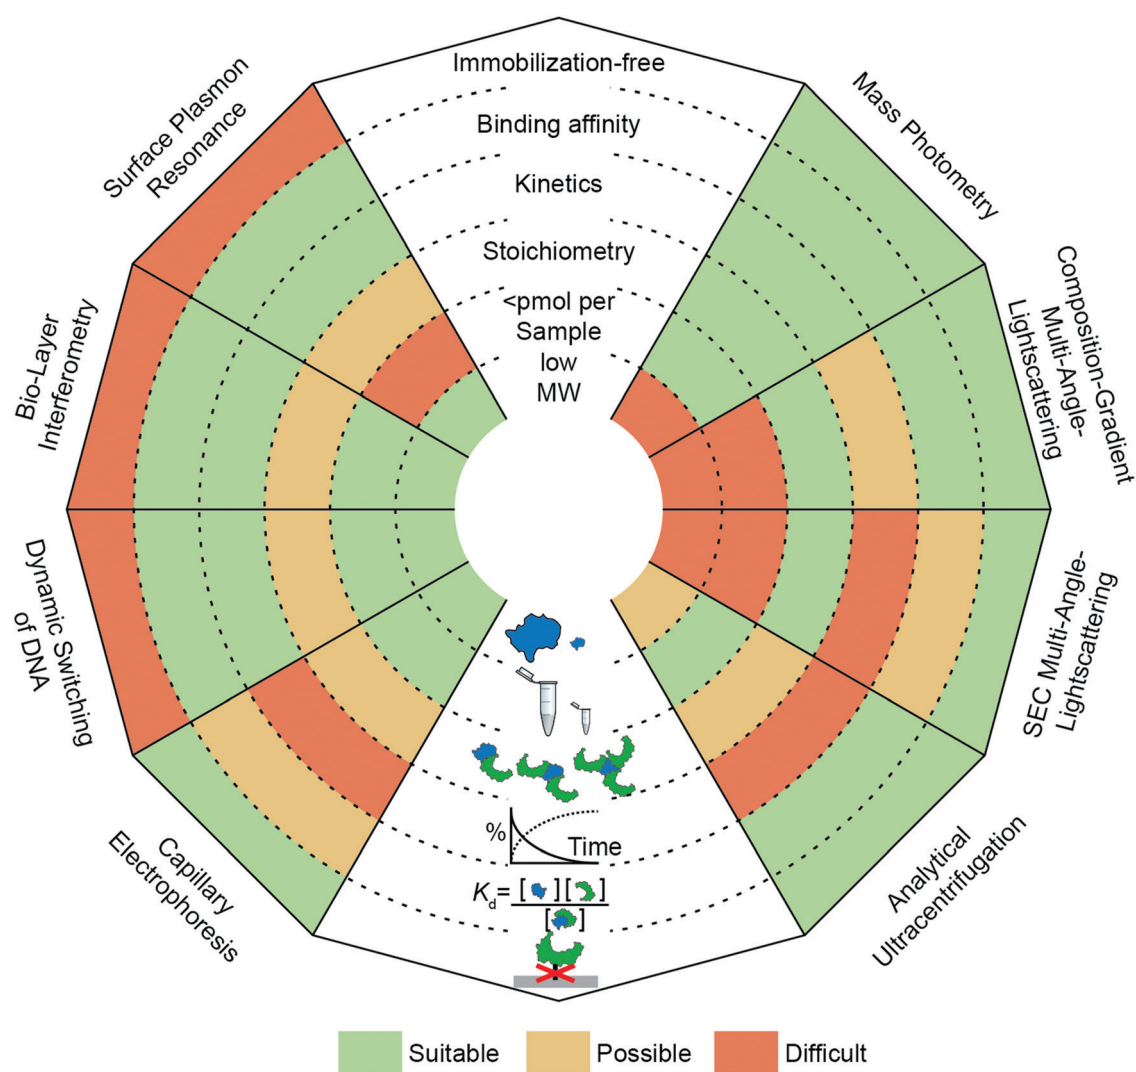 Immobilization-free
Binding affinity
Kinetics
Stoichiometry
<pmol per
Sample
low
MW
Mass Photometry
Composition-Gradient
Multi-Angle-
Lightscattering
SEC Multi-Angle-
Lightscattering
Analytical
Ultracentrifugation
Capillary
Electrophoresis
Dynamic Switching
of DNA
Bio-Layer
Interferometry
Surface Plasmon
Resonance
%
Time
Kd= [ ] [ ]
[ ]
Suitable
Possible
Difficult